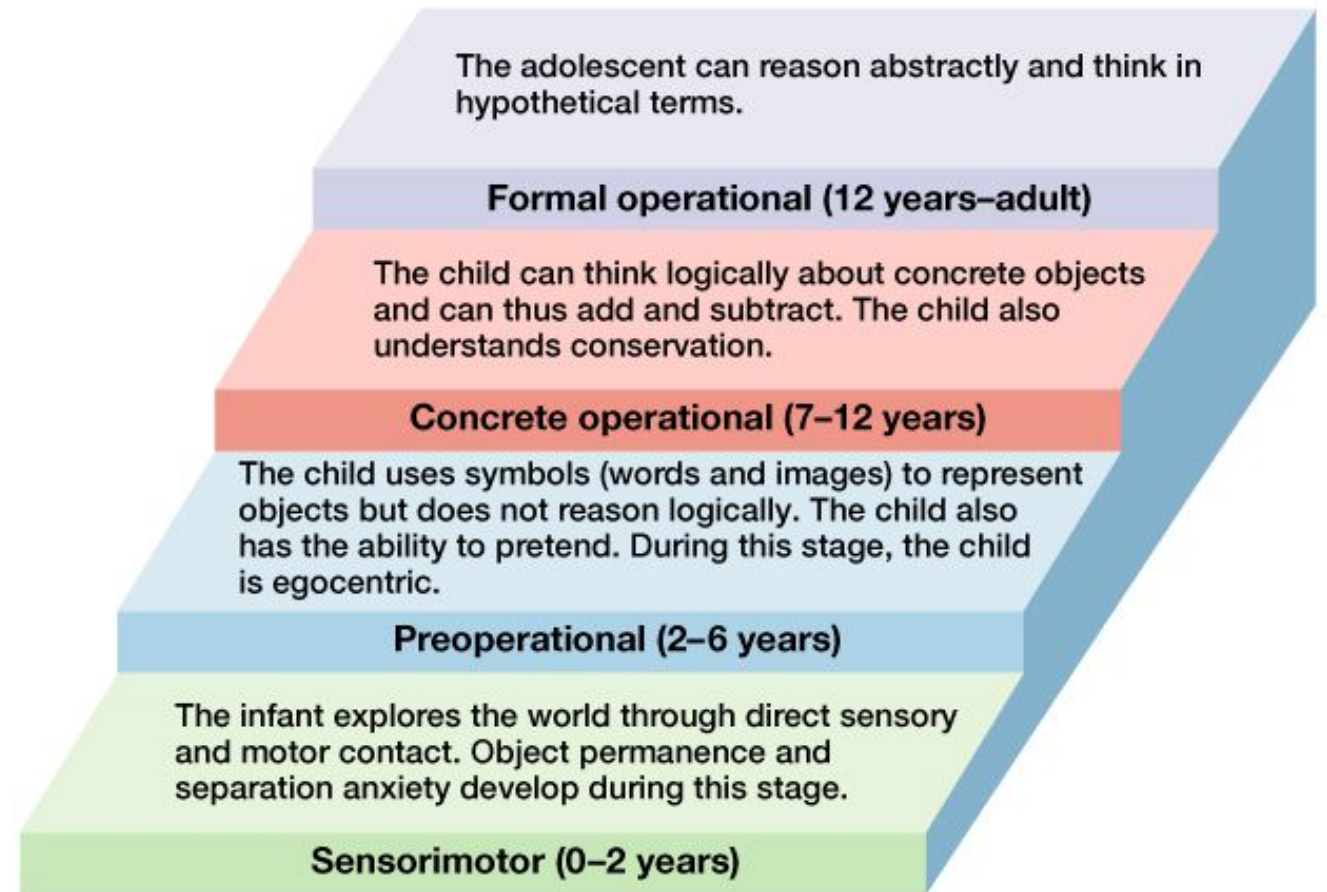 The adolescent can reason abstractly and think in
hypothetical terms.
Formal operational (12 years–adult)
The child can think logically about concrete objects
and can thus add and subtract. The child also
understands conservation.
Concrete operational (7–12 years)
The child uses symbols (words and images) to represent
objects but does not reason logically. The child also
has the ability to pretend. During this stage, the child
is egocentric.
Preoperational (2–6 years)
The infant explores the world through direct sensory
and motor contact. Object permanence and
separation anxiety develop during this stage.
Sensorimotor (0–2 years)